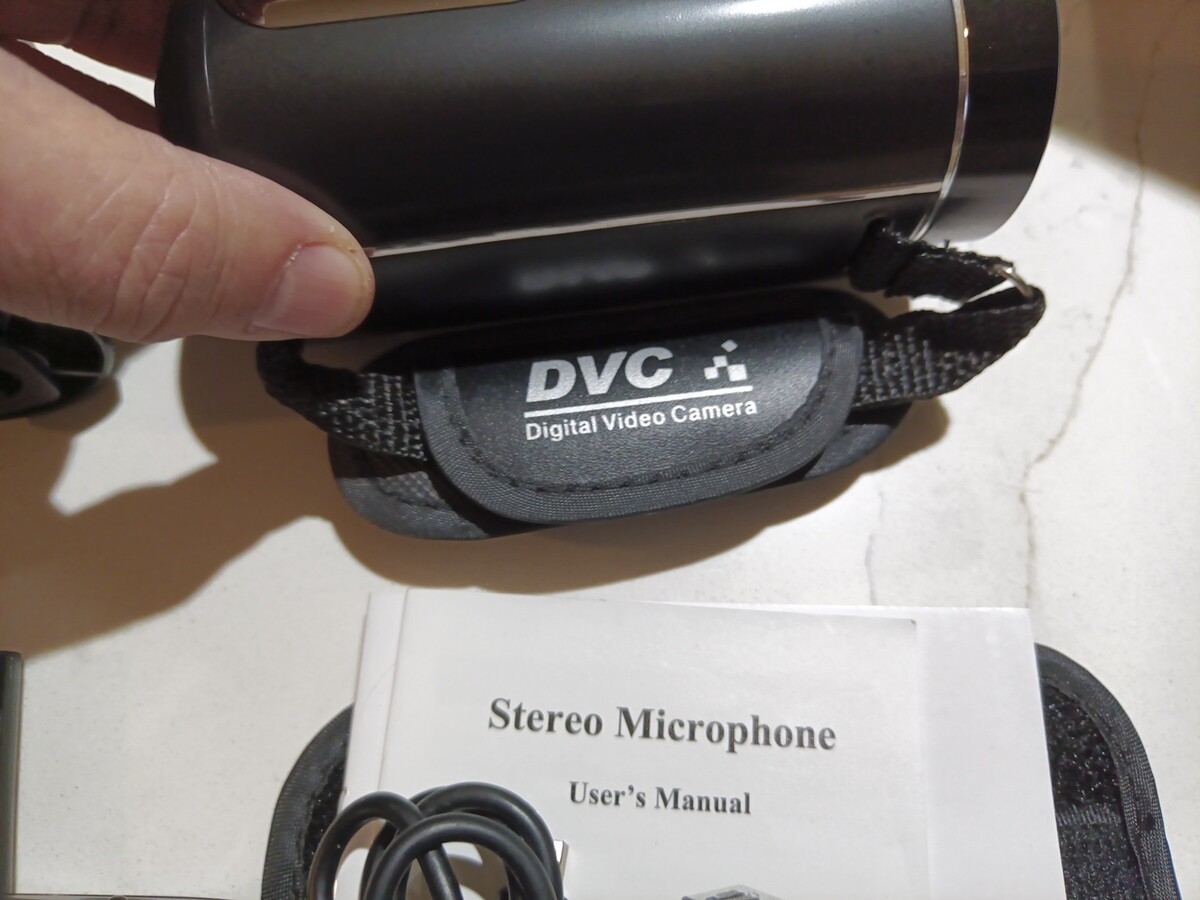 DVC
Digital Video Camera
Stereo Microphone
User's Manual